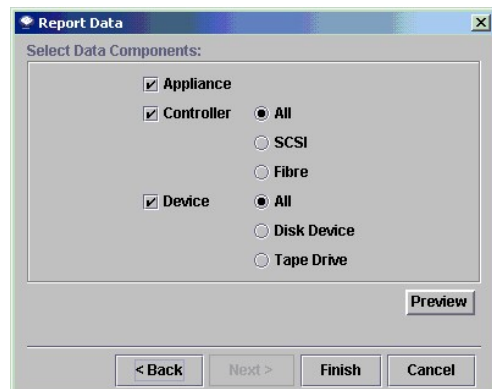 Report Data
Select Data Components:
Appliance
Controller All
SCSI
Fibre
Device All
Disk Device
Tape Drive
Preview
< Back Next > Finish Cancel